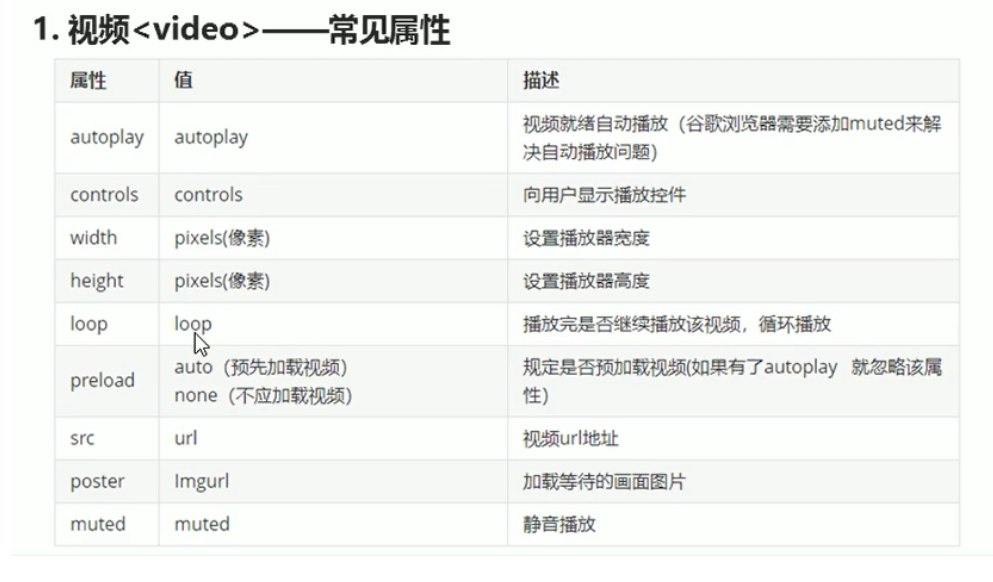 1. 视频<video>——常见属性
属性 值 描述
autoplay autoplay 视频就绪自动播放（谷歌浏览器需要添加muted来解
决自动播放问题）
controls controls 向用户显示播放控件
width pixels(像素) 设置播放器宽度
height pixels(像素) 设置播放器高度
loop loop 播放完是否继续播放该视频，循环播放
preload auto（预先加载视频）
none（不应加载视频） 规定是否预加载视频(如果有了autoplay 就忽略该属
性)
src url 视频url地址
poster Imgurl 加载等待的画面图片
muted muted 静音播放